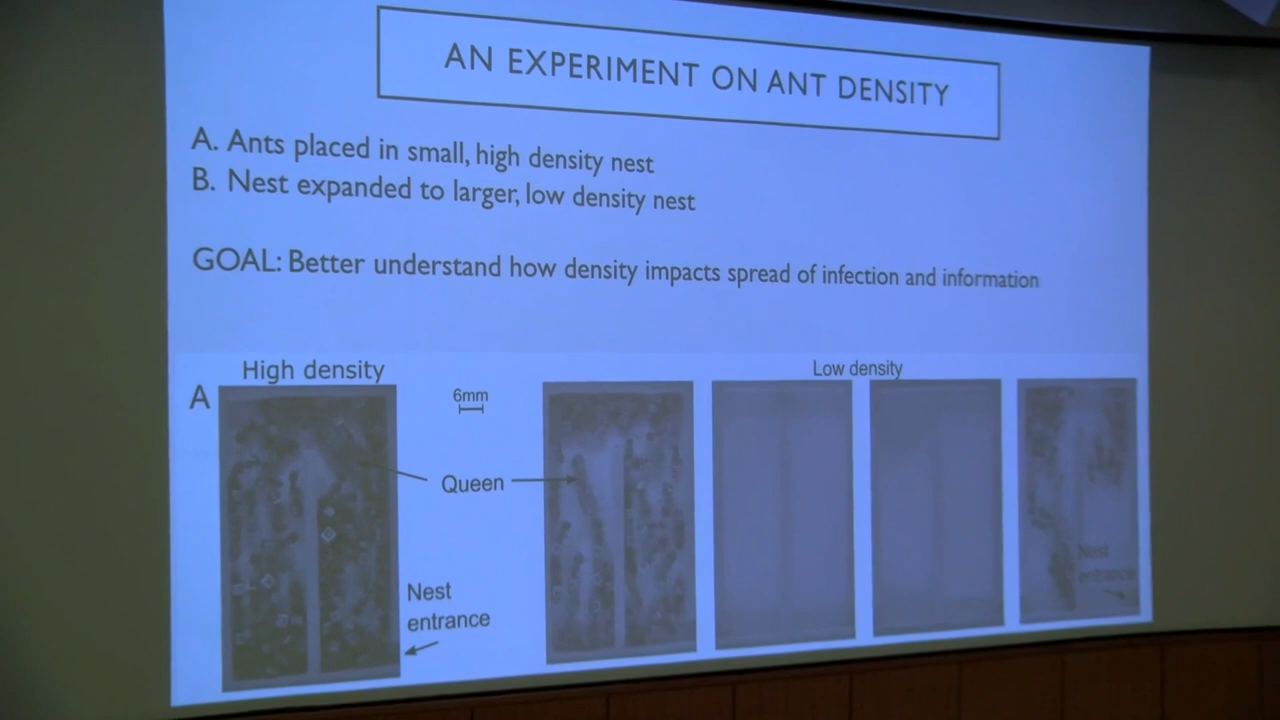 AN EXPERIMENT ON ANT DENSITY
A. Ants placed in small, high density nest
B. Nest expanded to larger, low density nest
GOAL: Better understand how density impacts spread of infection and information
High density
Low density
A
6mm
Queen
Nest
entrance
Nest
entrance